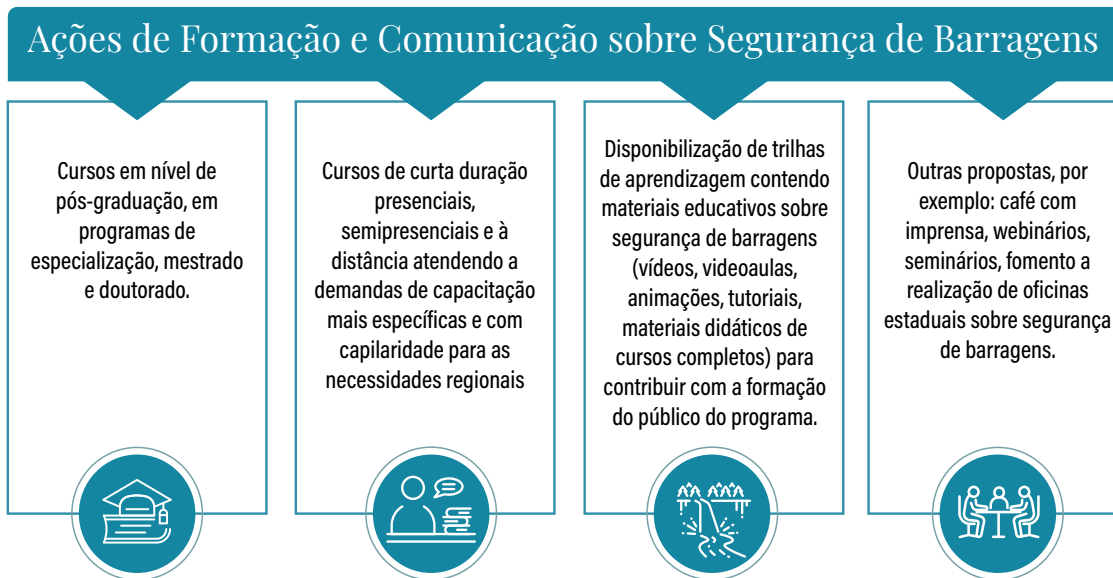 Ações de Formação e Comunicação sobre Segurança de Barragens
Cursos em nível de
pós-graduação, em
programas de
especialização, mestrado
e doutorado.
Cursos de curta duração
presenciais,
semipresenciais e à
distância atendendo a
demandas de capacitação
mais específicas e com
capilaridade para as
necessidades regionais
Disponibilização de trilhas
de aprendizagem contendo
materiais educativos sobre
segurança de barragens
(vídeos, videoaulas,
animações, tutoriais,
materiais didáticos de
cursos completos) para
contribuir com a formação
do público do programa.
Outras propostas, por
exemplo: café com
imprensa, webinários,
seminários, fomento a
realização de oficinas
estaduais sobre segurança
de barragens.